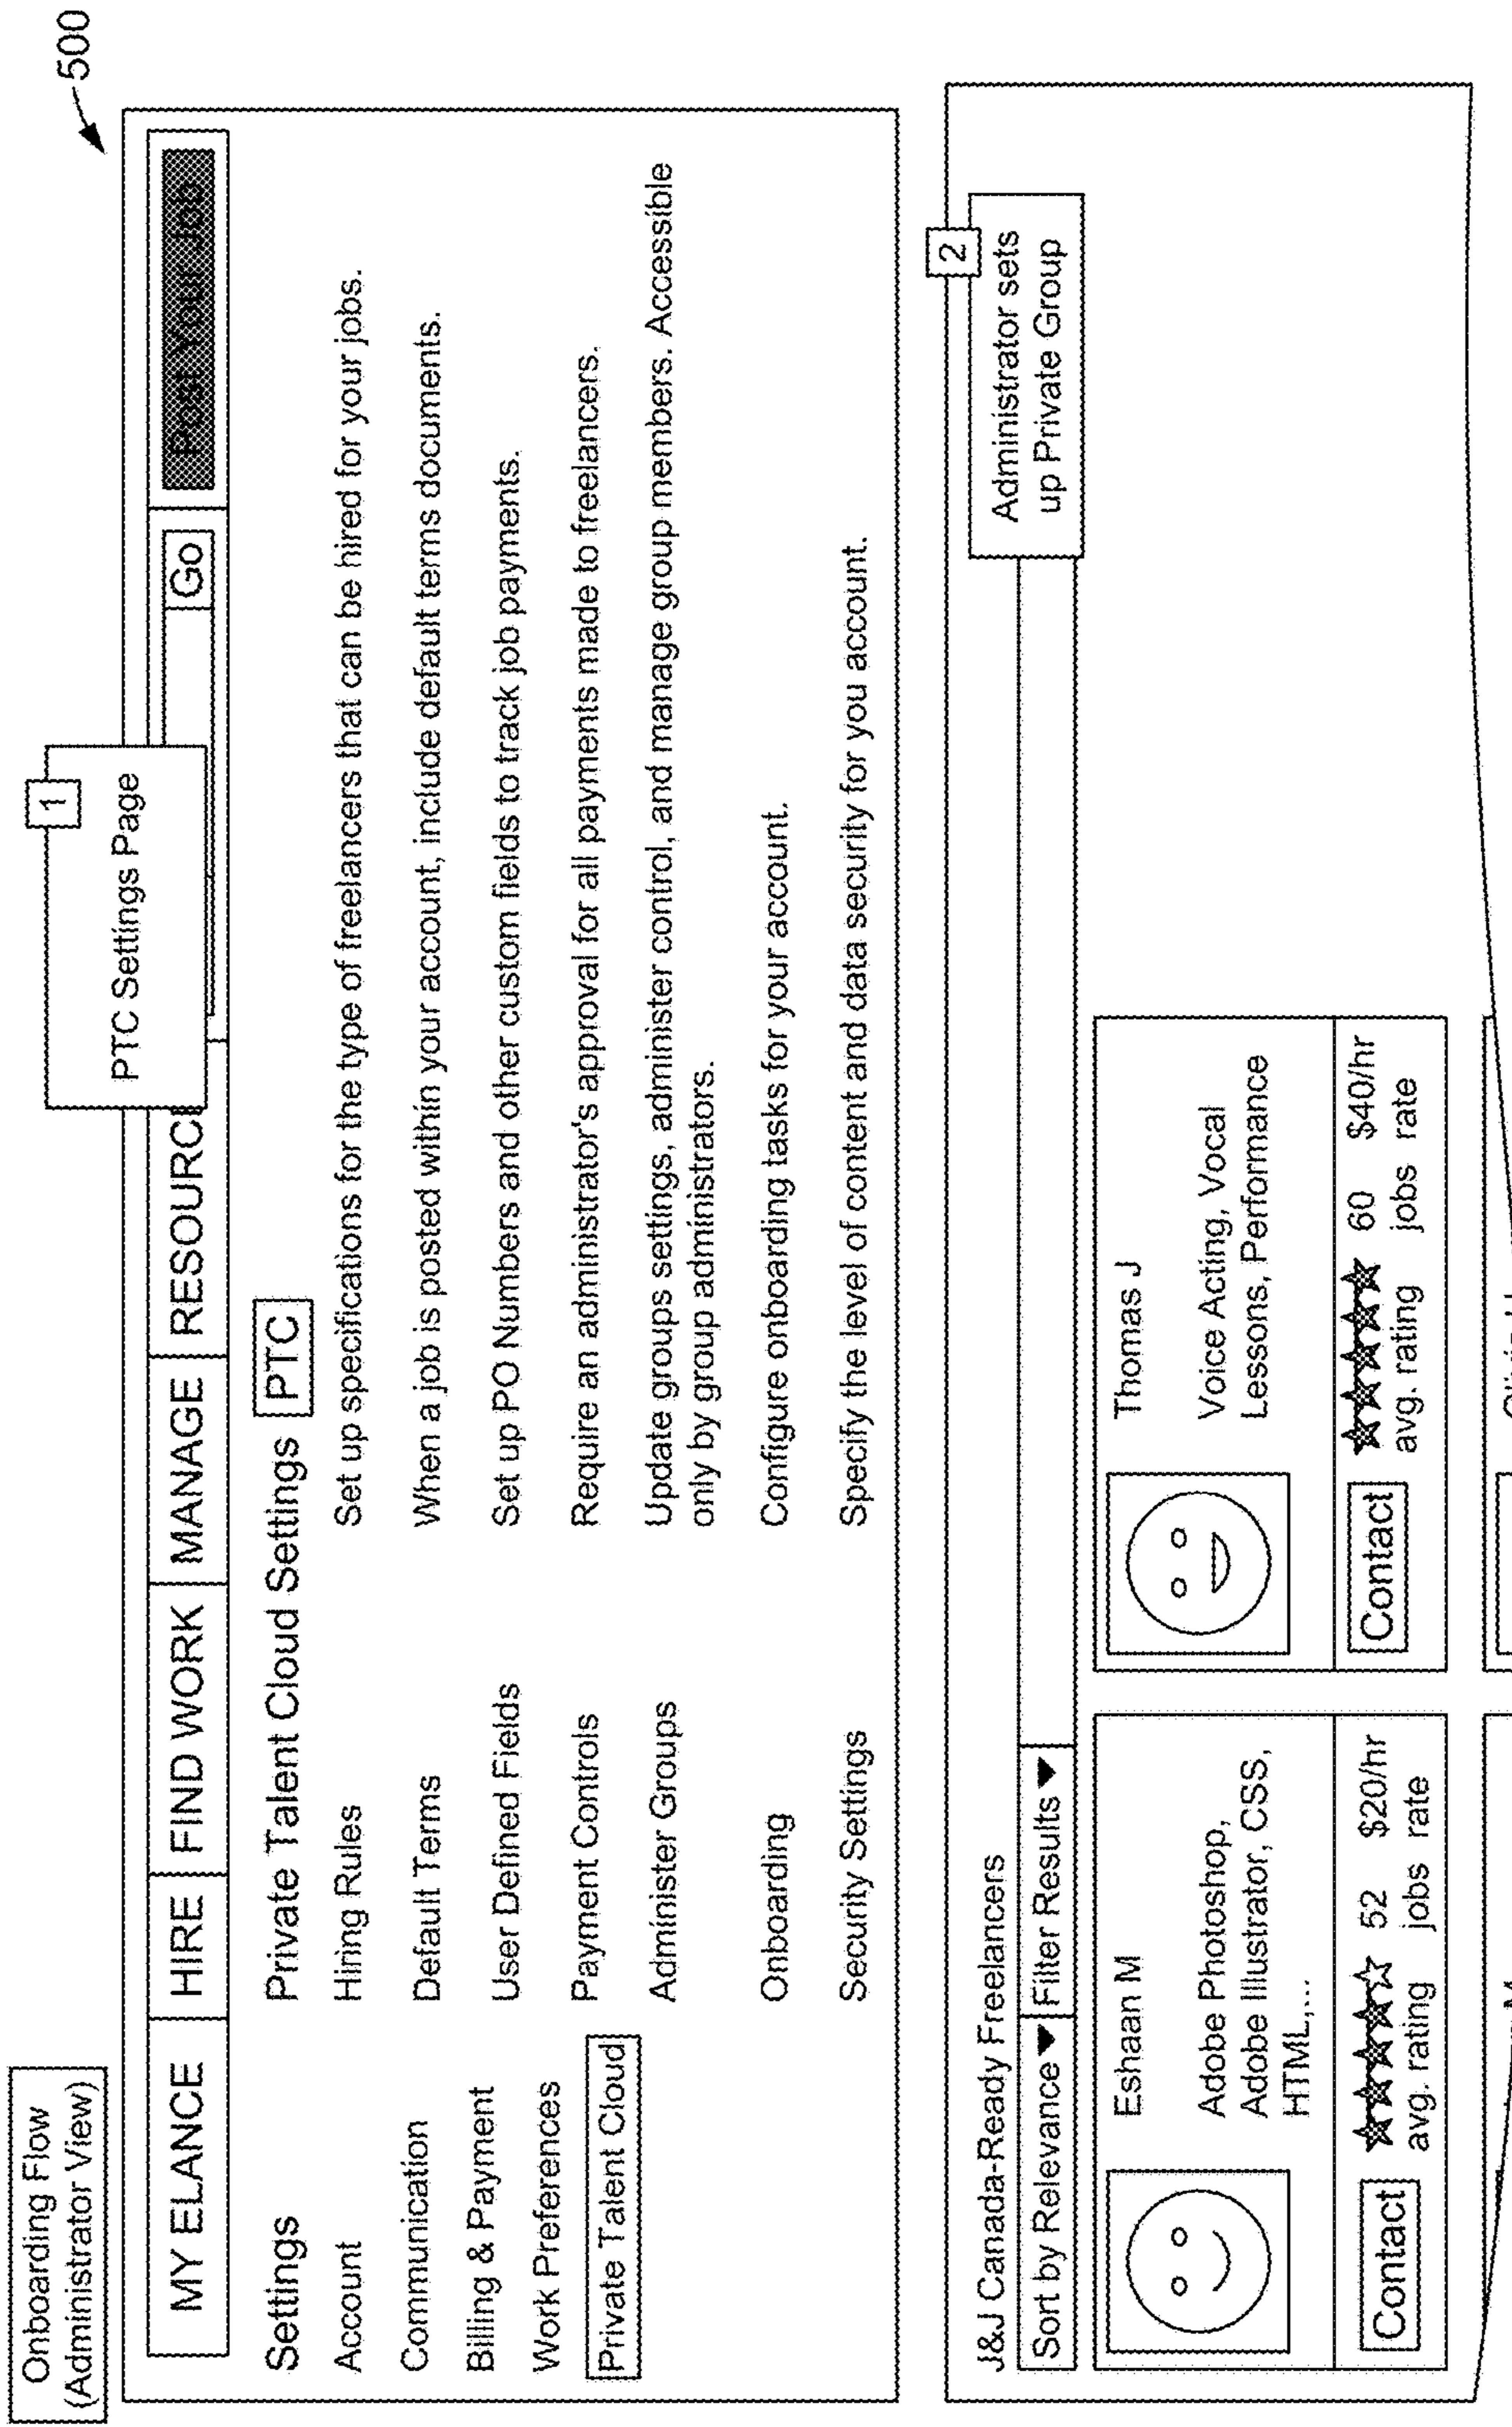 Onboarding Flow
(Administrator View)
500
1
PTC Settings Page
MY ELANCE HIRE FIND WORK MANAGE RESOURC Go Post Your Job
Settings
Account
Communication
Billing & Payment
Work Preferences
Private Talent Cloud
Private Talent Cloud Settings PTC
Hiring Rules Set up specifications for the type of freelancers that can be hired for your jobs.
Default Terms When a job is posted within your account, include default terms documents.
User Defined Fields Set up PO Numbers and other custom fields to track job payments.
Payment Controls Require an administrator's approval for all payments made to freelancers.
Administer Groups Update groups settings, administer control, and manage group members. Accessible
only by group administrators.
Onboarding Configure onboarding tasks for your account.
Security Settings Specify the level of content and data security for you account.
2
Administrator sets
up Private Group
J&J Canada-Ready Freelancers
Sort by Relevance Filter Results
Eshaan M
Adobe Photoshop,
Adobe Illustrator, CSS,
HTML,...
Contact 52 $20/hr
avg. rating jobs rate
Thomas J
Voice Acting, Vocal
Lessons, Performance
Contact 60 $40/hr
avg. rating jobs rate